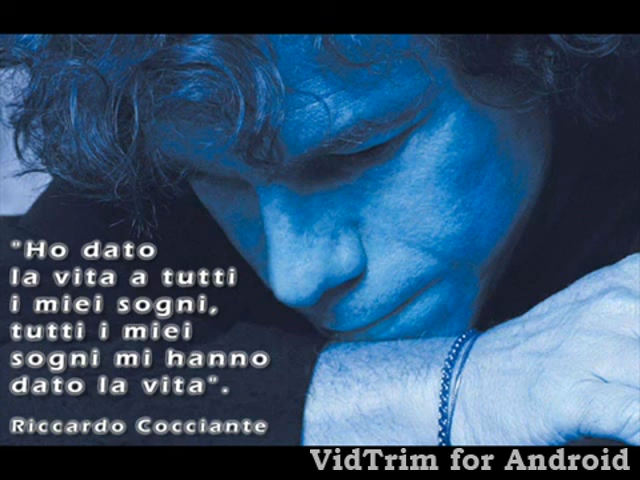 "Ho dato
la vita a tutti
i miei sogni,
tutti i miei
sogni mi hanno
dato la vita".
Riccardo Cocciante
VidTrim for Android